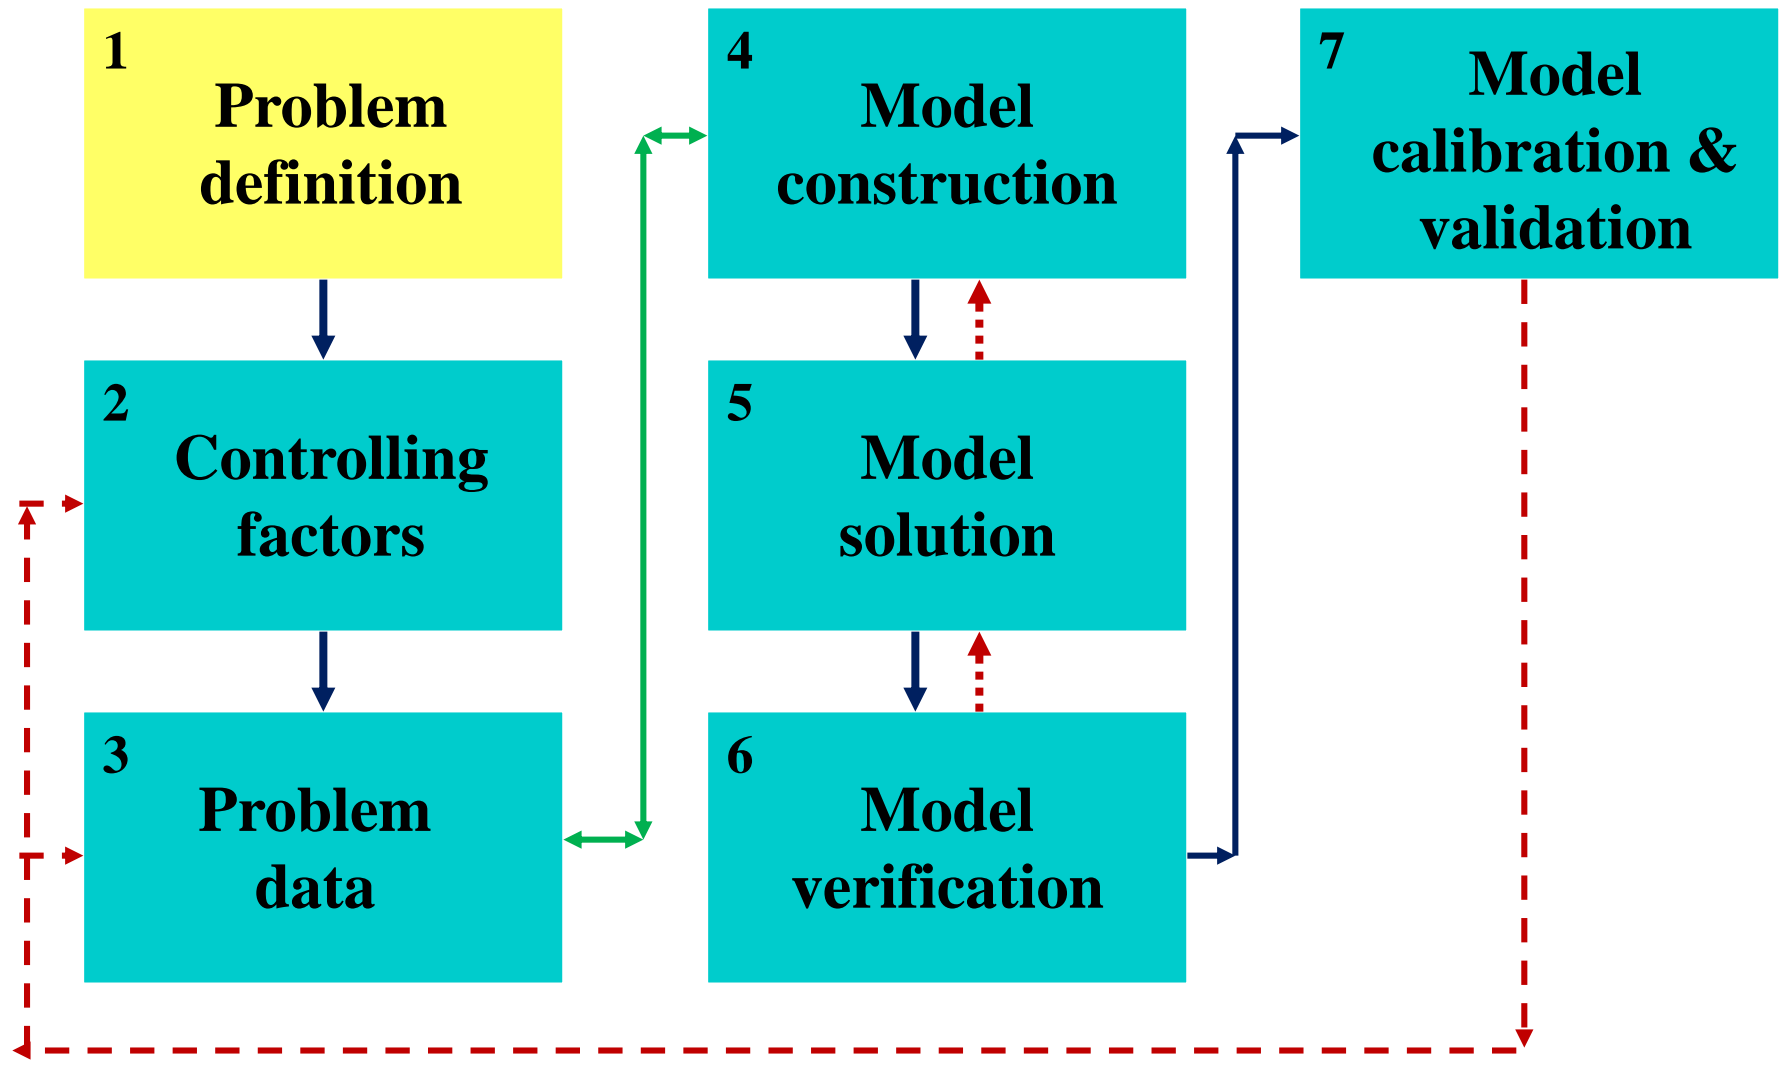 1
Problem
definition
2
Controlling
factors
3
Problem
data
4
Model
construction
5
Model
solution
6
Model
verification
7
Model
calibration &
validation